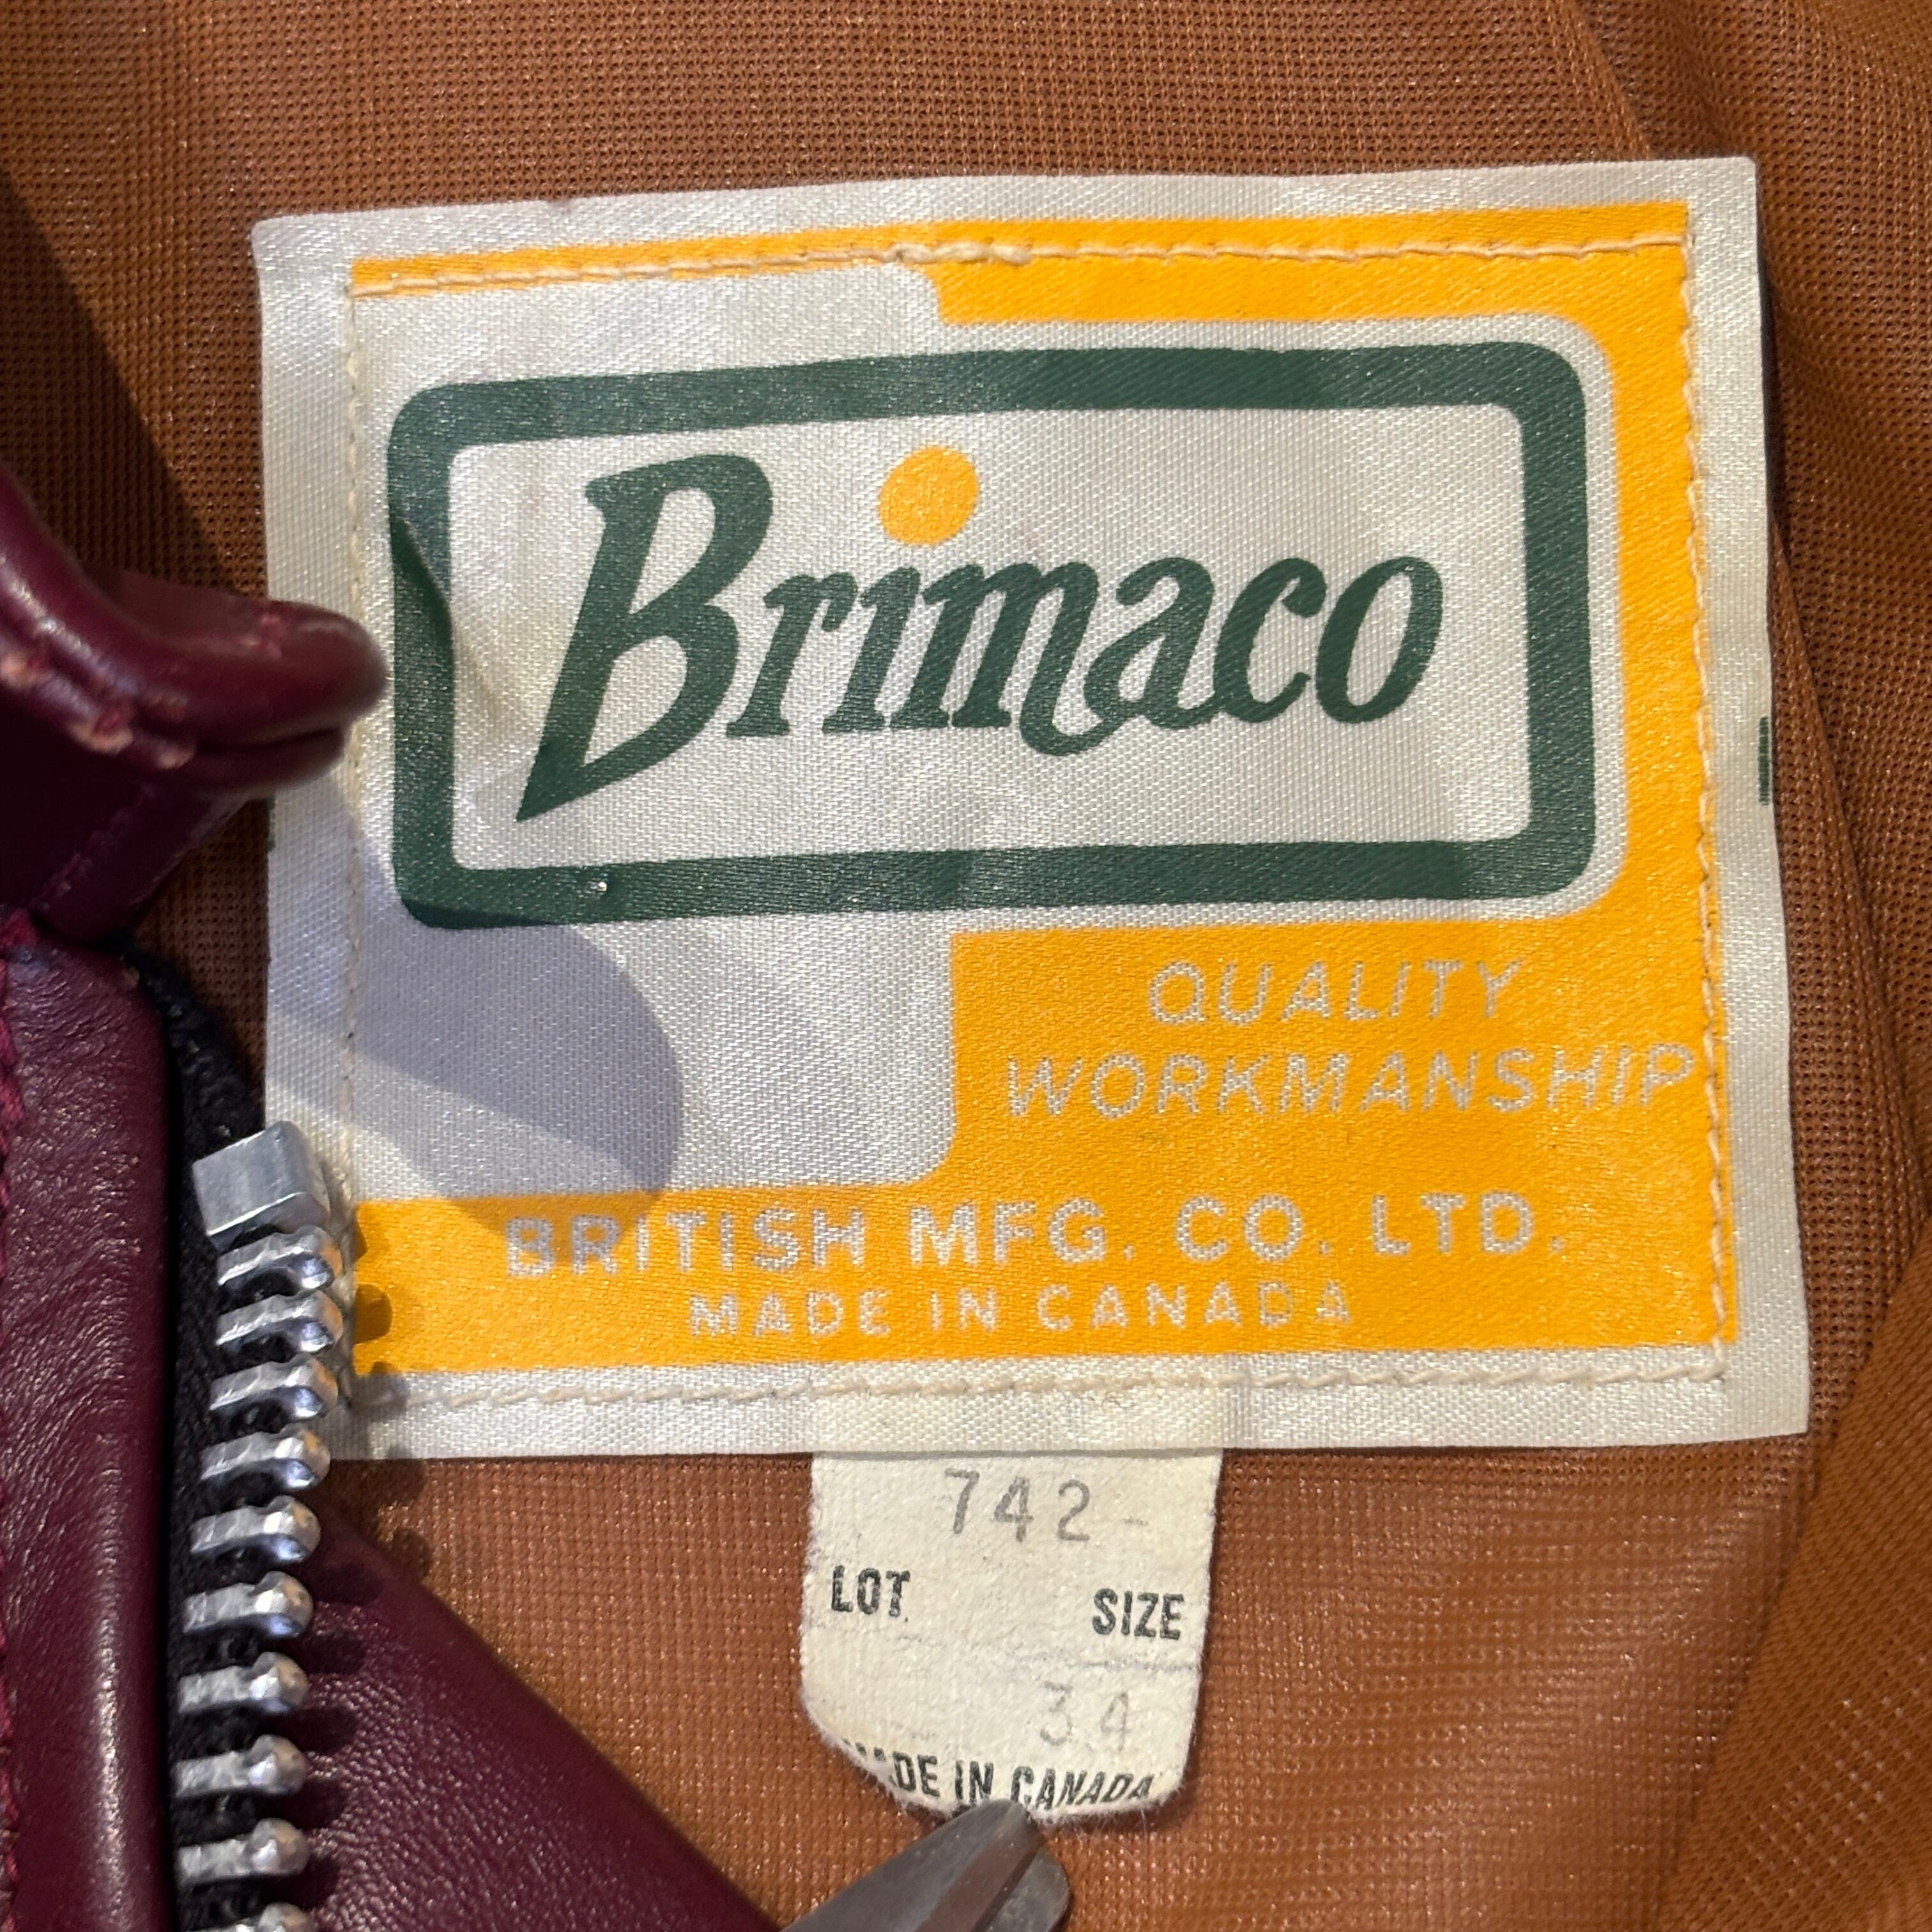 Brimaco
QUALITY
WORKMANSHIP
BRITISH MFG. CO. LTD.
MADE IN CANADA
742-
LOT SIZE
34
MADE IN CANADA